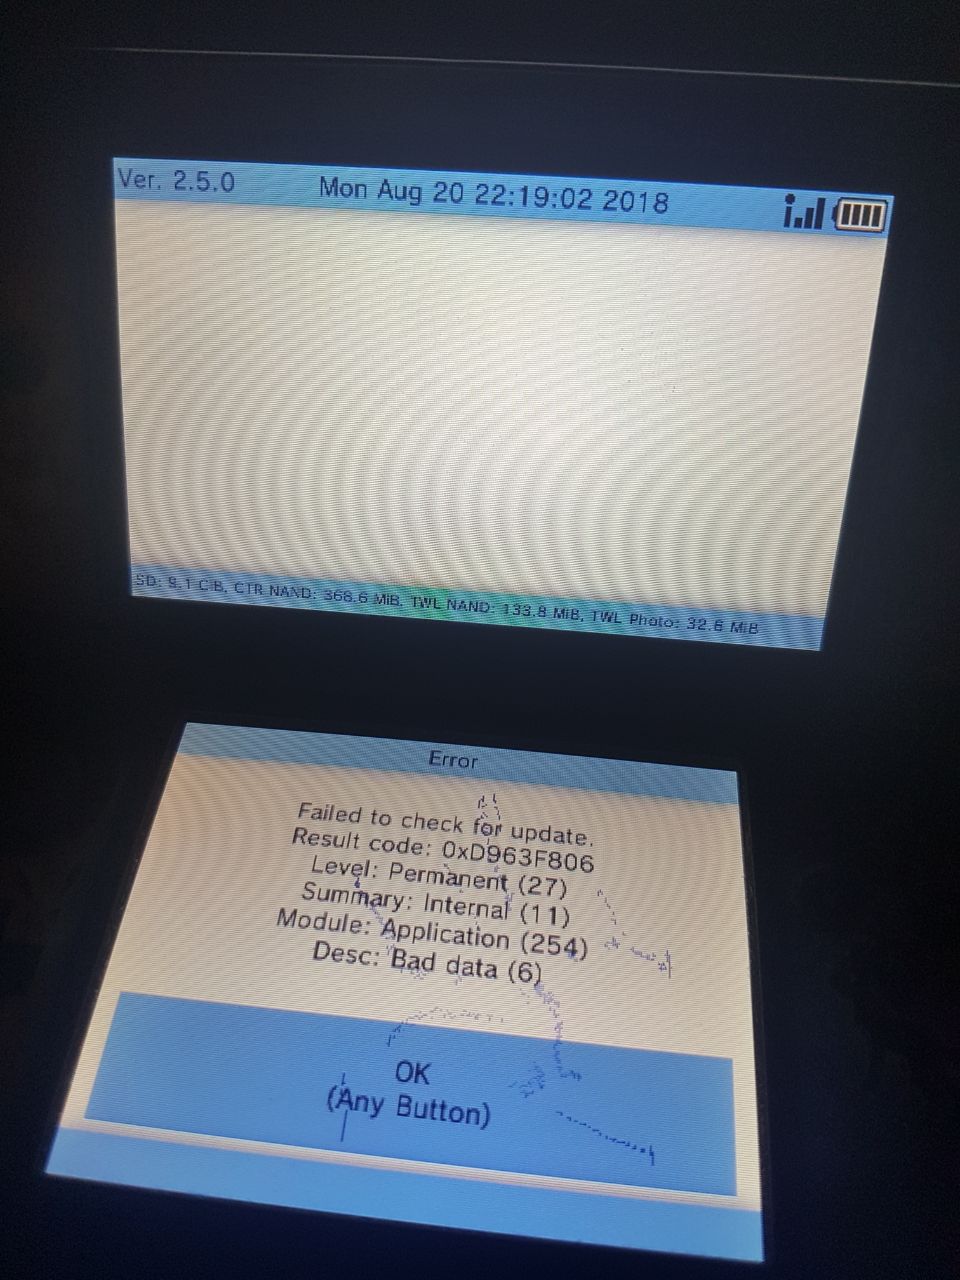 Ver. 2.5.0
Mon Aug 20 22:19:02 2018
SD: 9.1 GiB, CTR NAND: 368.6 MiB, TWL NAND: 133.8 MiB, TWL Photo: 32.6 MiB
Error
Failed to check for update.
Result code: 0xD963F806
Level: Permanent (27)
Summary: Internal (11)
Module: Application (254)
Desc: Bad data (6)
OK
(Any Button)